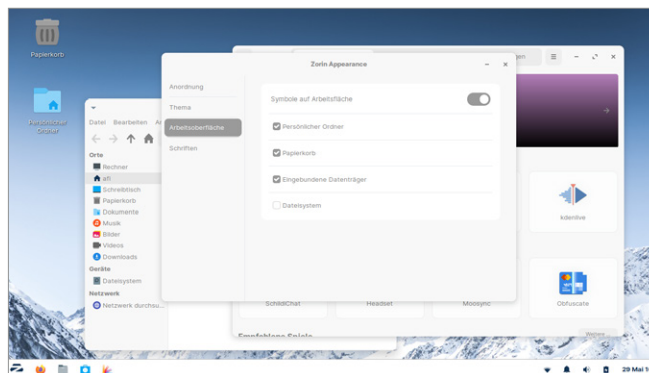 Papierkorb
Persönlicher
Ordner
Datei Bearbeiten
Orte
Rechner
afi
Schreibtisch
Papierkorb
Dokumente
Musik
Bilder
Videos
Downloads
Geräte
Dateisystem
Netzwerk
Netzwerk durchsu...
Zorin Appearance
Anordnung
Thema
Arbeitsoberfläche
Schriften
Symbole auf Arbeitsfläche
Persönlicher Ordner
Papierkorb
Eingebundene Datenträger
Dateisystem
kdenlive
SchildiChat
Headset
Moosync
Obfuscate
Empfohlene Spiele
29 Mai